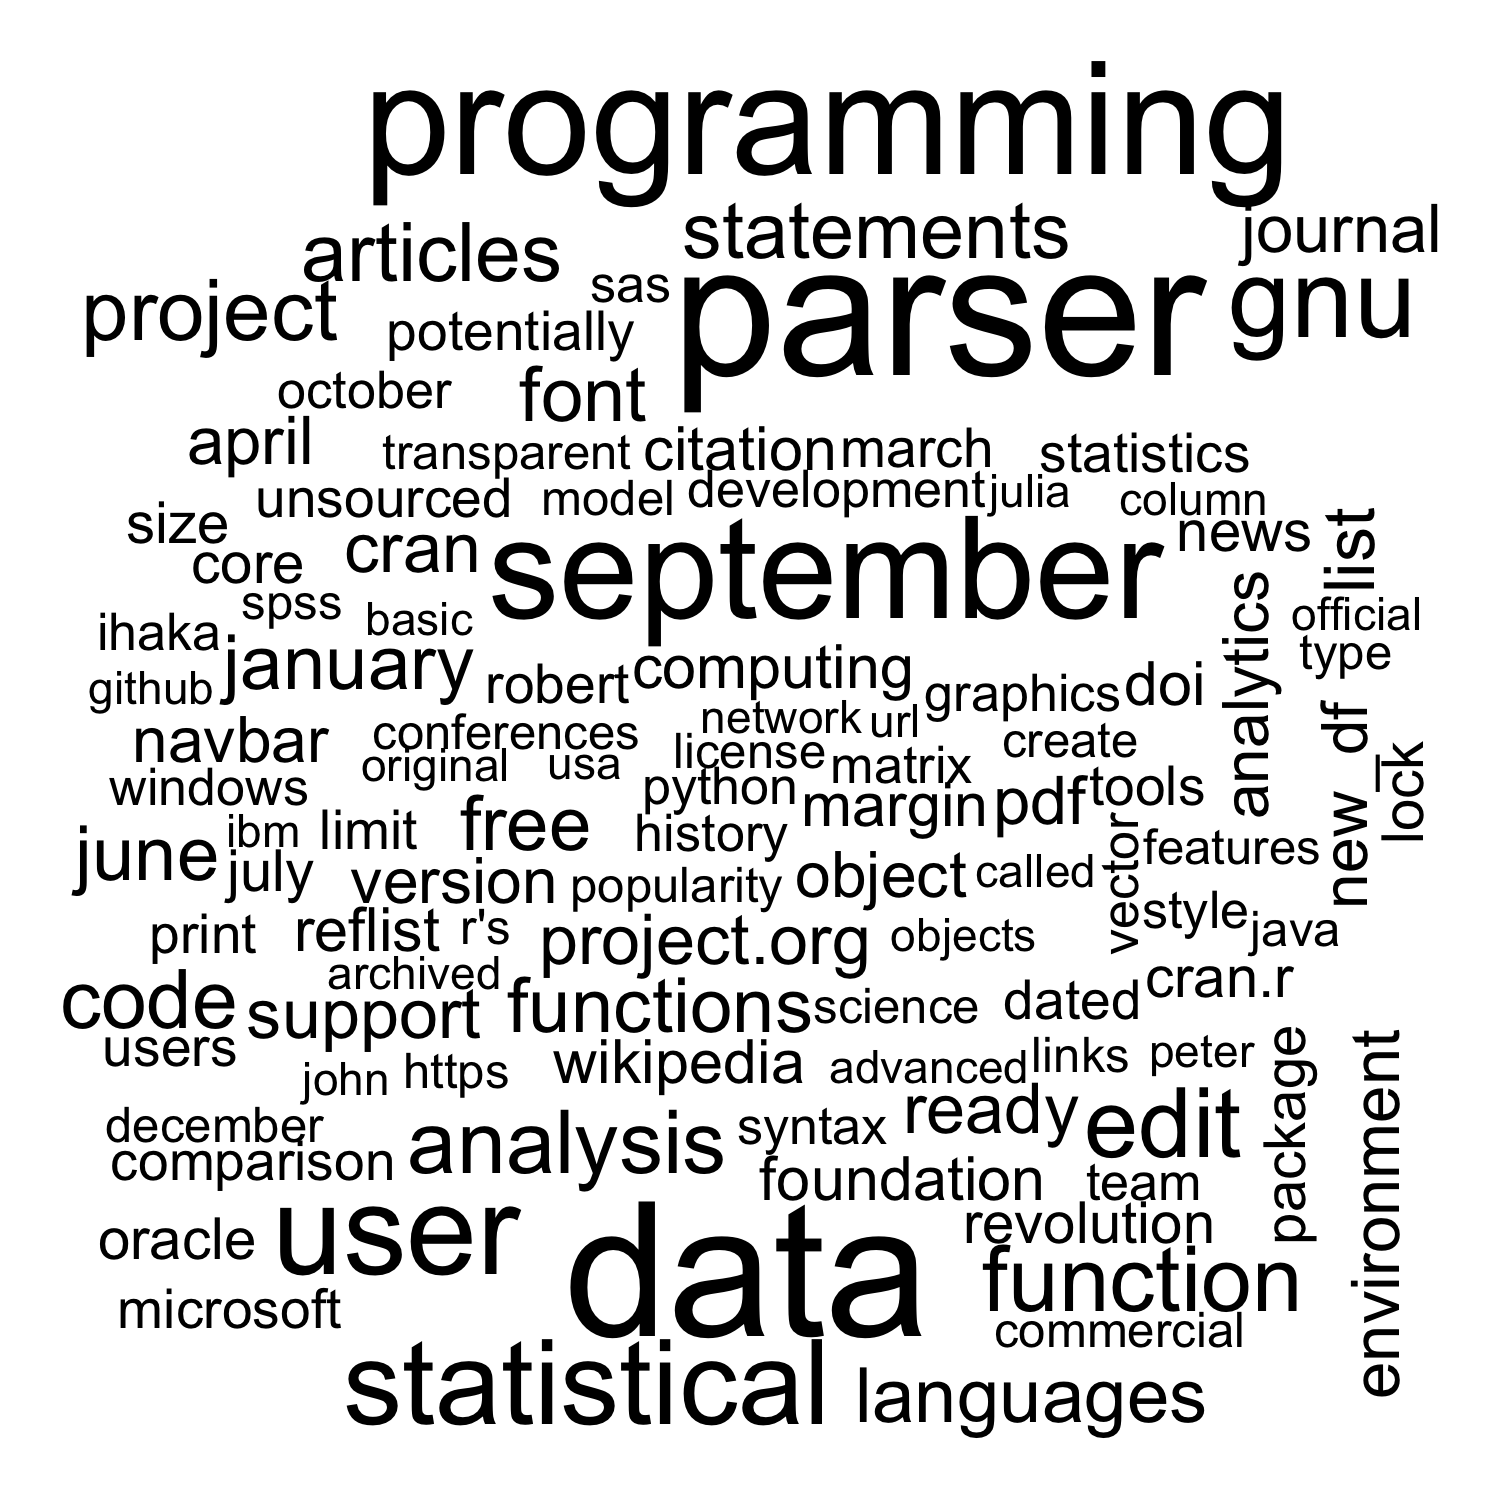 programming
statements
journal
articles
sas
parser
gnu
project
potentially
october
font
april
transparent
citation
march
statistics
unsourced
model
development
julia
column
size
cran
september
news
list
core
spss
basic
analytics
official
ihaka
january
computing
type
github
robert
graphics
doi
navbar
conferences
network
url
create
new_df
lock
original
usa
license
matrix
windows
python
margin
pdf
tools
june
ibm
limit
free
history
vector
features
july
version
popularity
object
called
print
reflist
r's
project.org
objects
style
java
archived
code
support
functions
science
dated
cran.r
users
john
https
wikipedia
advanced
links
peter
package
environment
december
comparison
analysis
syntax
ready
edit
foundation
team
oracle
user
data
revolution
function
microsoft
commercial
statistical
languages